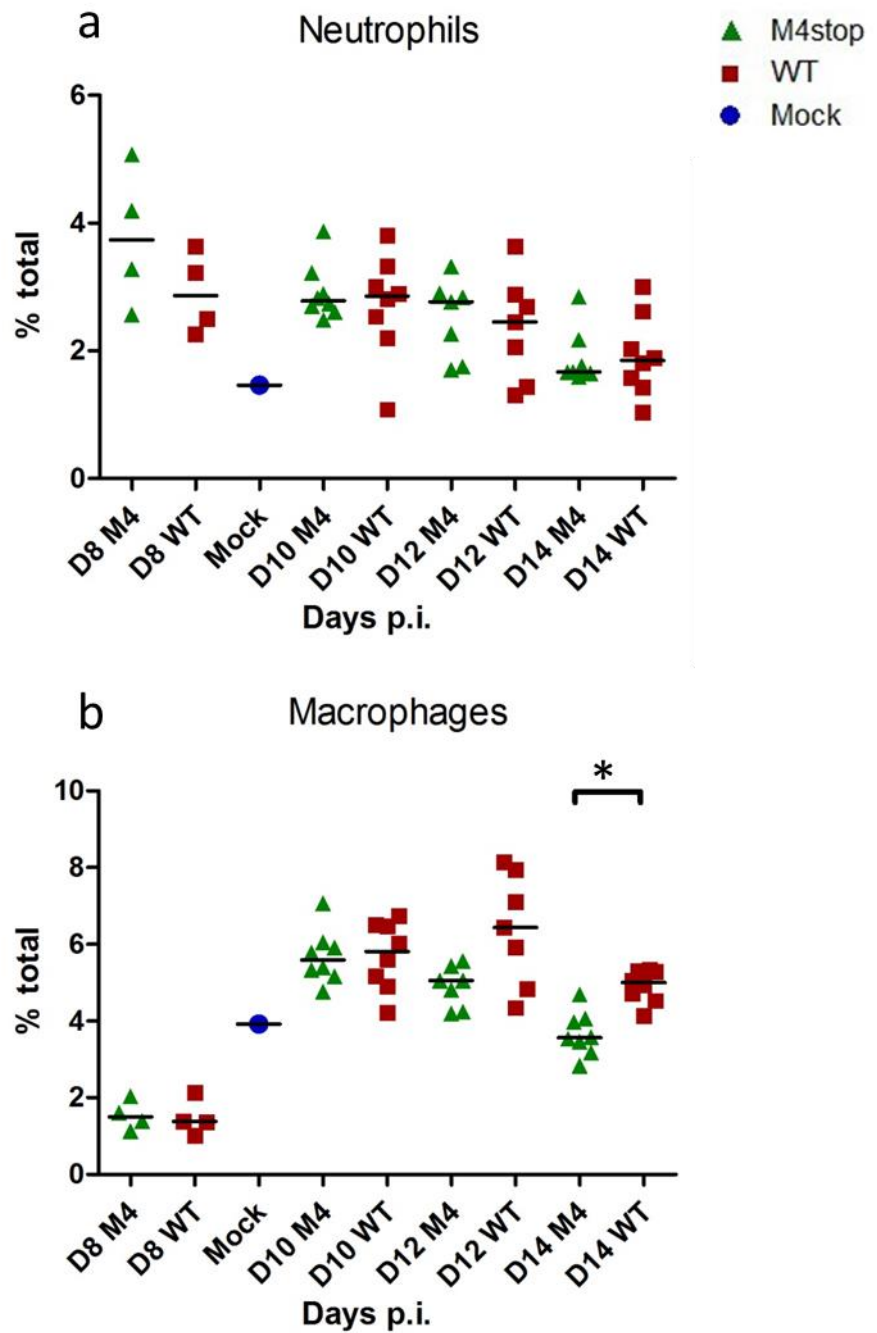 a
Neutrophils
M4stop
WT
Mock
6
4
2
0
% total
D8 M4
D8 WT
Mock
D10 M4
D10 WT
D12 M4
D12 WT
D14 M4
D14 WT
Days p.i.
b
Macrophages
*
10
8
6
4
2
0
% total
D8 M4
D8 WT
Mock
D10 M4
D10 WT
D12 M4
D12 WT
D14 M4
D14 WT
Days p.i.